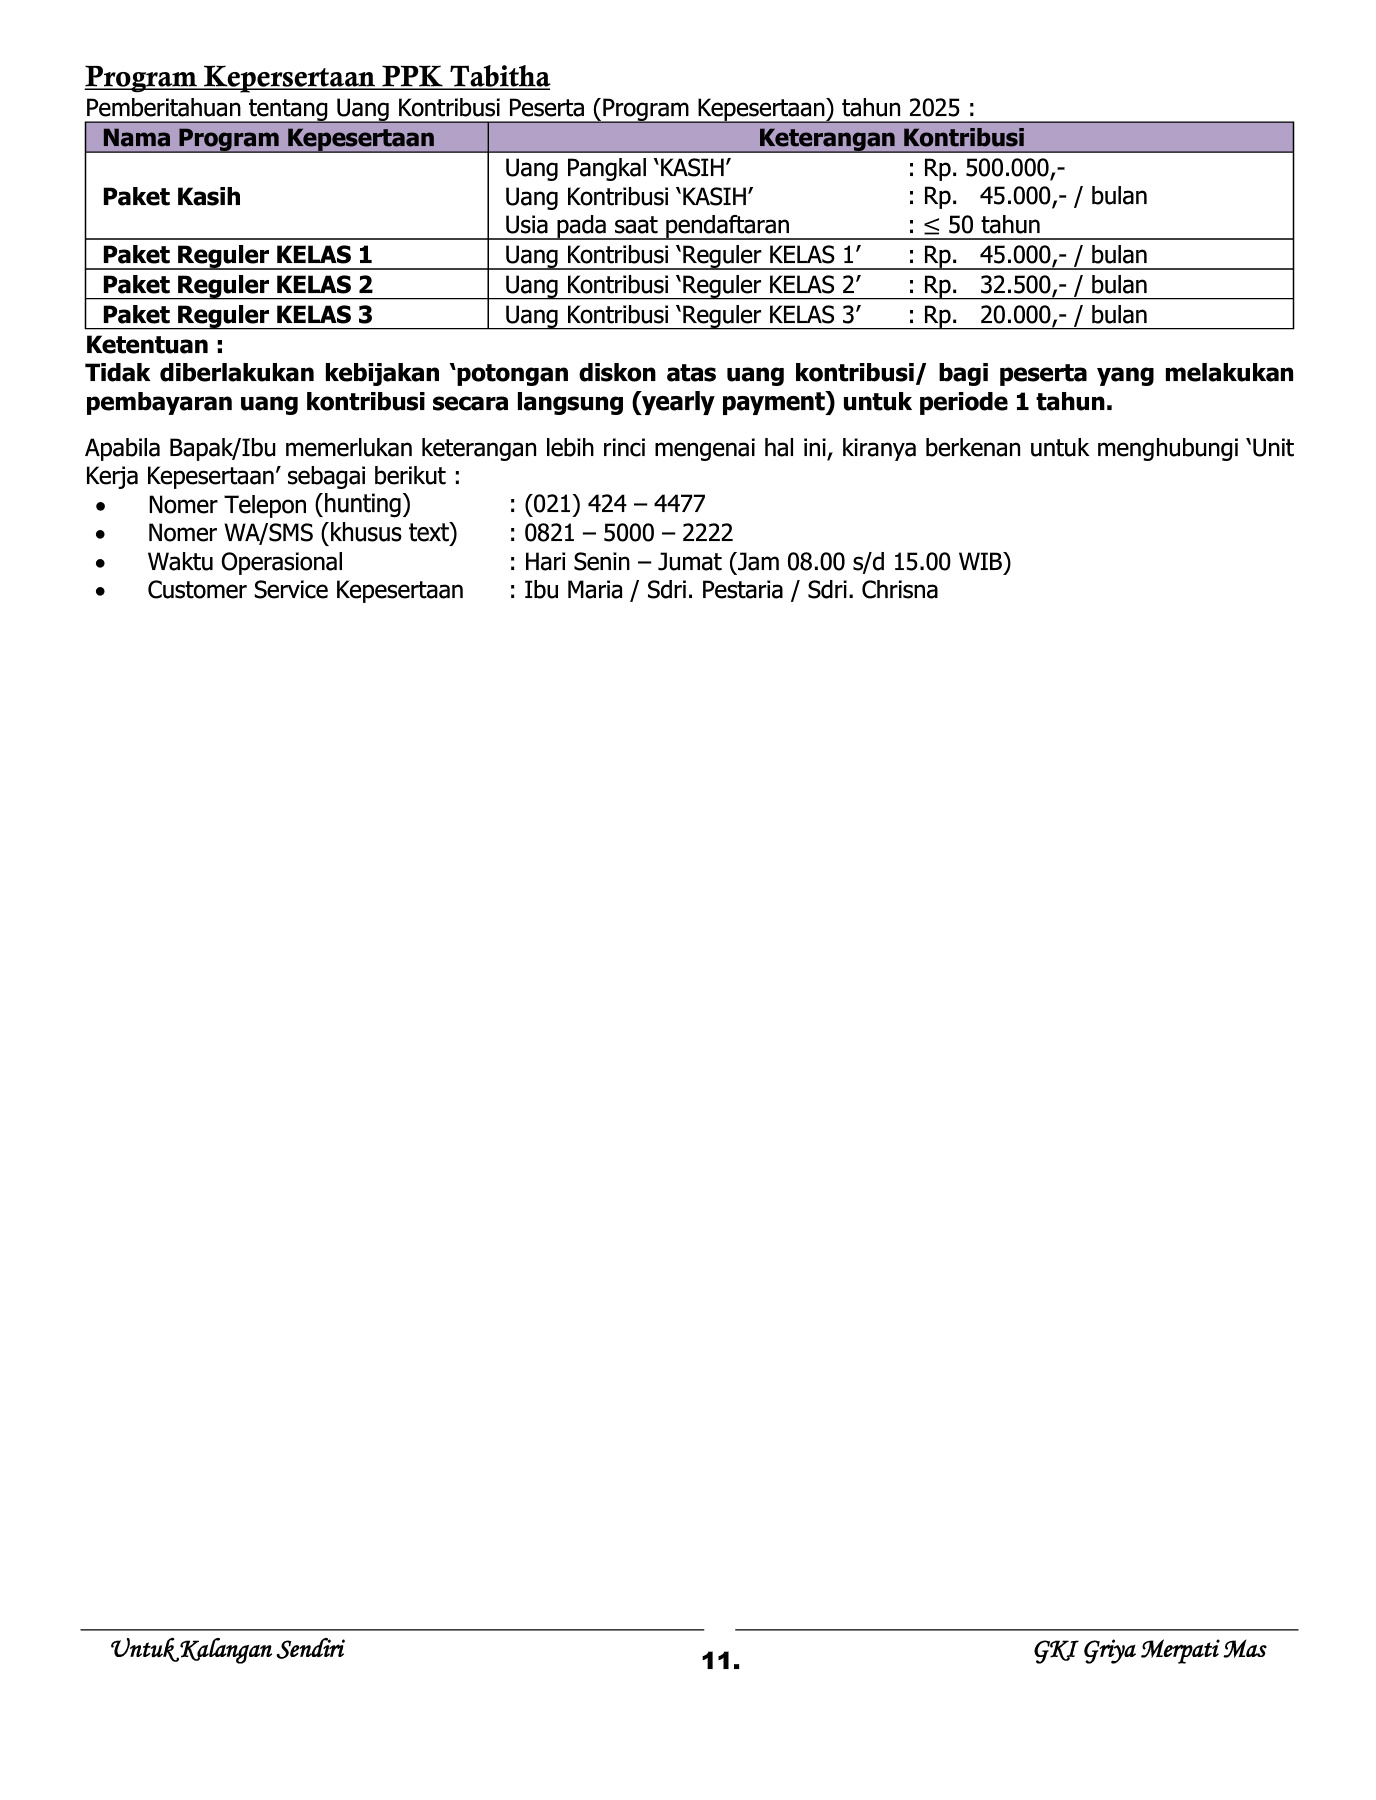 Program Kepersertaan PPK Tabitha
Pemberitahuan tentang Uang Kontribusi Peserta (Program Kepesertaan) tahun 2025 :
Nama Program Kepesertaan Keterangan Kontribusi
Paket Kasih
Uang Pangkal ‘KASIH’ : Rp. 500.000,-
Uang Kontribusi ‘KASIH’ : Rp. 45.000,- / bulan
Usia pada saat pendaftaran : ≤ 50 tahun
Paket Reguler KELAS 1 Uang Kontribusi ‘Reguler KELAS 1’ : Rp. 45.000,- / bulan
Paket Reguler KELAS 2 Uang Kontribusi ‘Reguler KELAS 2’ : Rp. 32.500,- / bulan
Paket Reguler KELAS 3 Uang Kontribusi ‘Reguler KELAS 3’ : Rp. 20.000,- / bulan
Ketentuan :
Tidak diberlakukan kebijakan ‘potongan diskon atas uang kontribusi/ bagi peserta yang melakukan
pembayaran uang kontribusi secara langsung (yearly payment) untuk periode 1 tahun.
Apabila Bapak/Ibu memerlukan keterangan lebih rinci mengenai hal ini, kiranya berkenan untuk menghubungi ‘Unit
Kerja Kepesertaan’ sebagai berikut :
• Nomer Telepon (hunting) : (021) 424 – 4477
• Nomer WA/SMS (khusus text) : 0821 – 5000 – 2222
• Waktu Operasional : Hari Senin – Jumat (Jam 08.00 s/d 15.00 WIB)
• Customer Service Kepesertaan : Ibu Maria / Sdri. Pestaria / Sdri. Chrisna
Untuk Kalangan Sendiri
11.
GKI Griya Merpati Mas